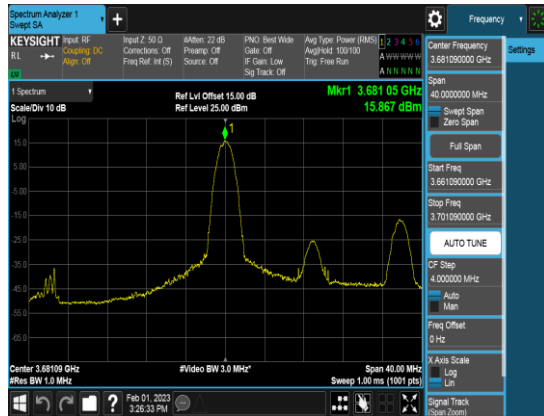 Spectrum Analyzer 1
Swept SA
+
Frequency
KEYSIGHT Input: RF
RL Coupling: DC
Align: Off
Input Z: 50 Ω
Corrections: Off
Freq Ref: Int (S)
#Atten: 22 dB
Preamp: Off
Source: Off
PNO: Best Wide
Gate: Off
IF Gain: Low
Sig Track: Off
Avg Type: Power (RMS)
Avg|Hold: 100/100
Trig: Free Run
1 2 3 4 5 6
A W W W W W
A N N N N N
1 Spectrum
Scale/Div 10 dB
Ref Lvl Offset 15.00 dB
Ref Level 25.00 dBm
Mkr1 3.681 05 GHz
15.867 dBm
Log
1
15.0
5.00
-5.00
-15.0
-25.0
-35.0
-45.0
-55.0
-65.0
Center 3.68109 GHz
#Res BW 1.0 MHz
#Video BW 3.0 MHz*
Span 40.00 MHz
Sweep 1.00 ms (1001 pts)
Feb 01, 2023
3:26:33 PM
?
Center Frequency
3.681090000 GHz
Settings
Span
40.0000000 MHz
Swept Span
Zero Span
Full Span
Start Freq
3.661090000 GHz
Stop Freq
3.701090000 GHz
AUTO TUNE
CF Step
4.000000 MHz
Auto
Man
Freq Offset
0 Hz
X Axis Scale
Log
Lin
Signal Track
(Span Zoom)